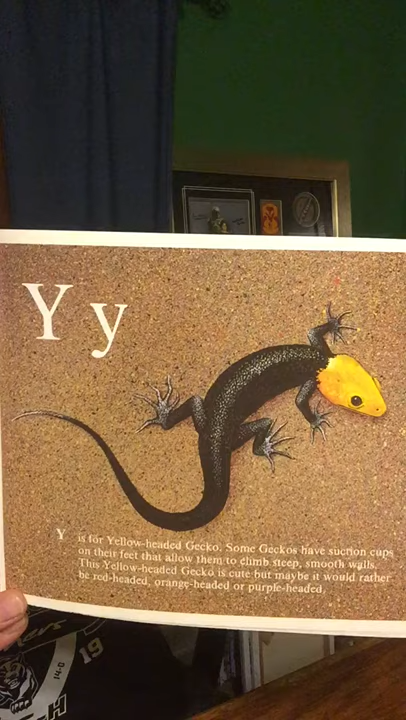 Y y
Y is for Yellow-headed Gecko. Some Geckos have suction cups
on their feet that allow them to climb steep, smooth walls.
This Yellow-headed Gecko is cute but maybe it would rather
be red-headed, orange-headed or purple-headed.
14-0
19